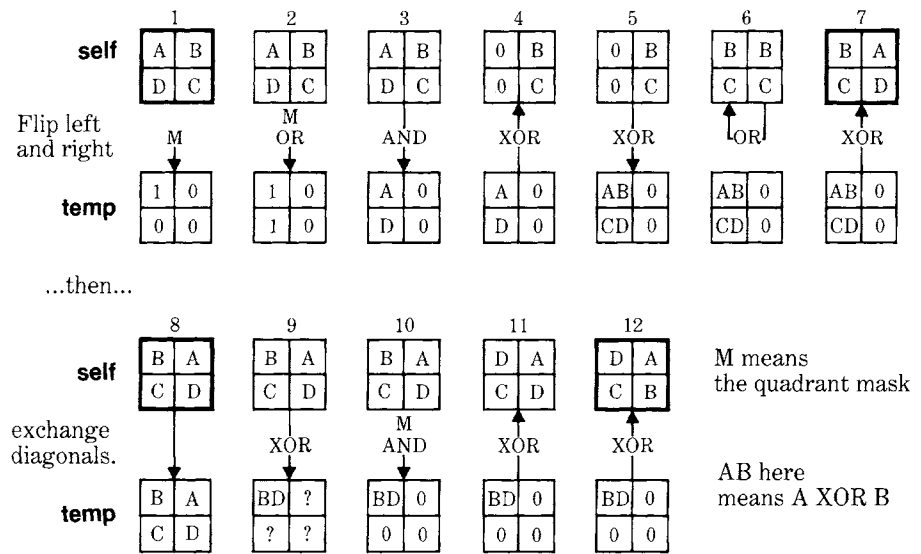 1 2 3 4 5 6 7
self A B A B A B 0 B 0 B B B B A
D C D C D C 0 C 0 C C C C D
Flip left and right
M M OR AND XOR XOR OR XOR
temp 1 0 1 0 A 0 A 0 AB 0 AB 0 AB 0
0 0 1 0 D 0 D 0 CD 0 CD 0 CD 0
...then...
8 9 10 11 12
self B A B A B A D A D A
C D C D C D C D C B
M means
the quadrant mask
exchange
diagonals.
XOR M AND XOR XOR
temp B A BD ? BD 0 BD 0 BD 0
C D ? ? 0 0 0 0 0 0
AB here
means A XOR B